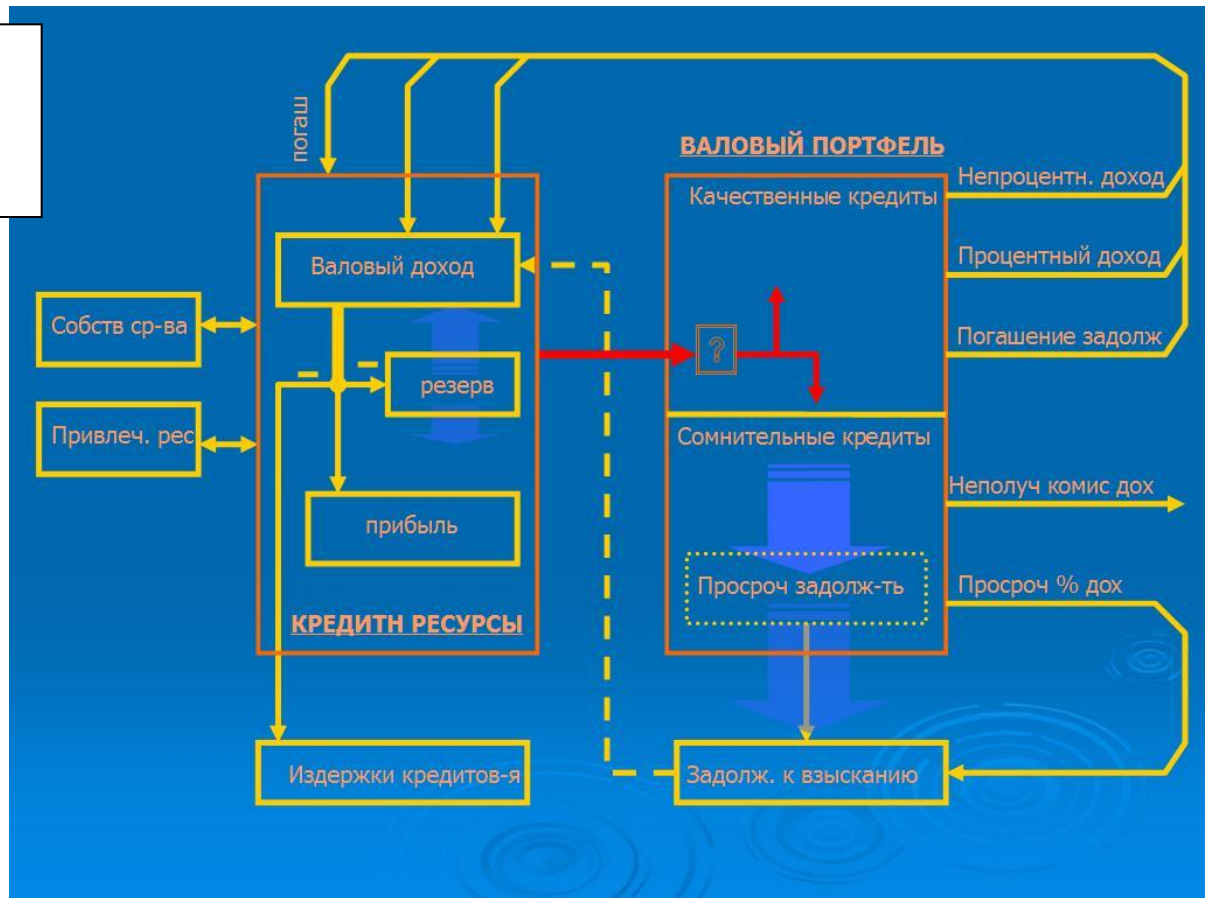 погаш
ВАЛОВЫЙ ПОРТФЕЛЬ
Непроцентн. доход
Качественные кредиты
Валовый доход
Процентный доход
Собств ср-ва
Погашение задолж
?
резерв
Привлеч. рес
Сомнительные кредиты
Неполуч комис дох
прибыль
Просроч задолж-ть
Просроч % дох
КРЕДИТН РЕСУРСЫ
Издержки кредитов-я
Задолж. к взысканию